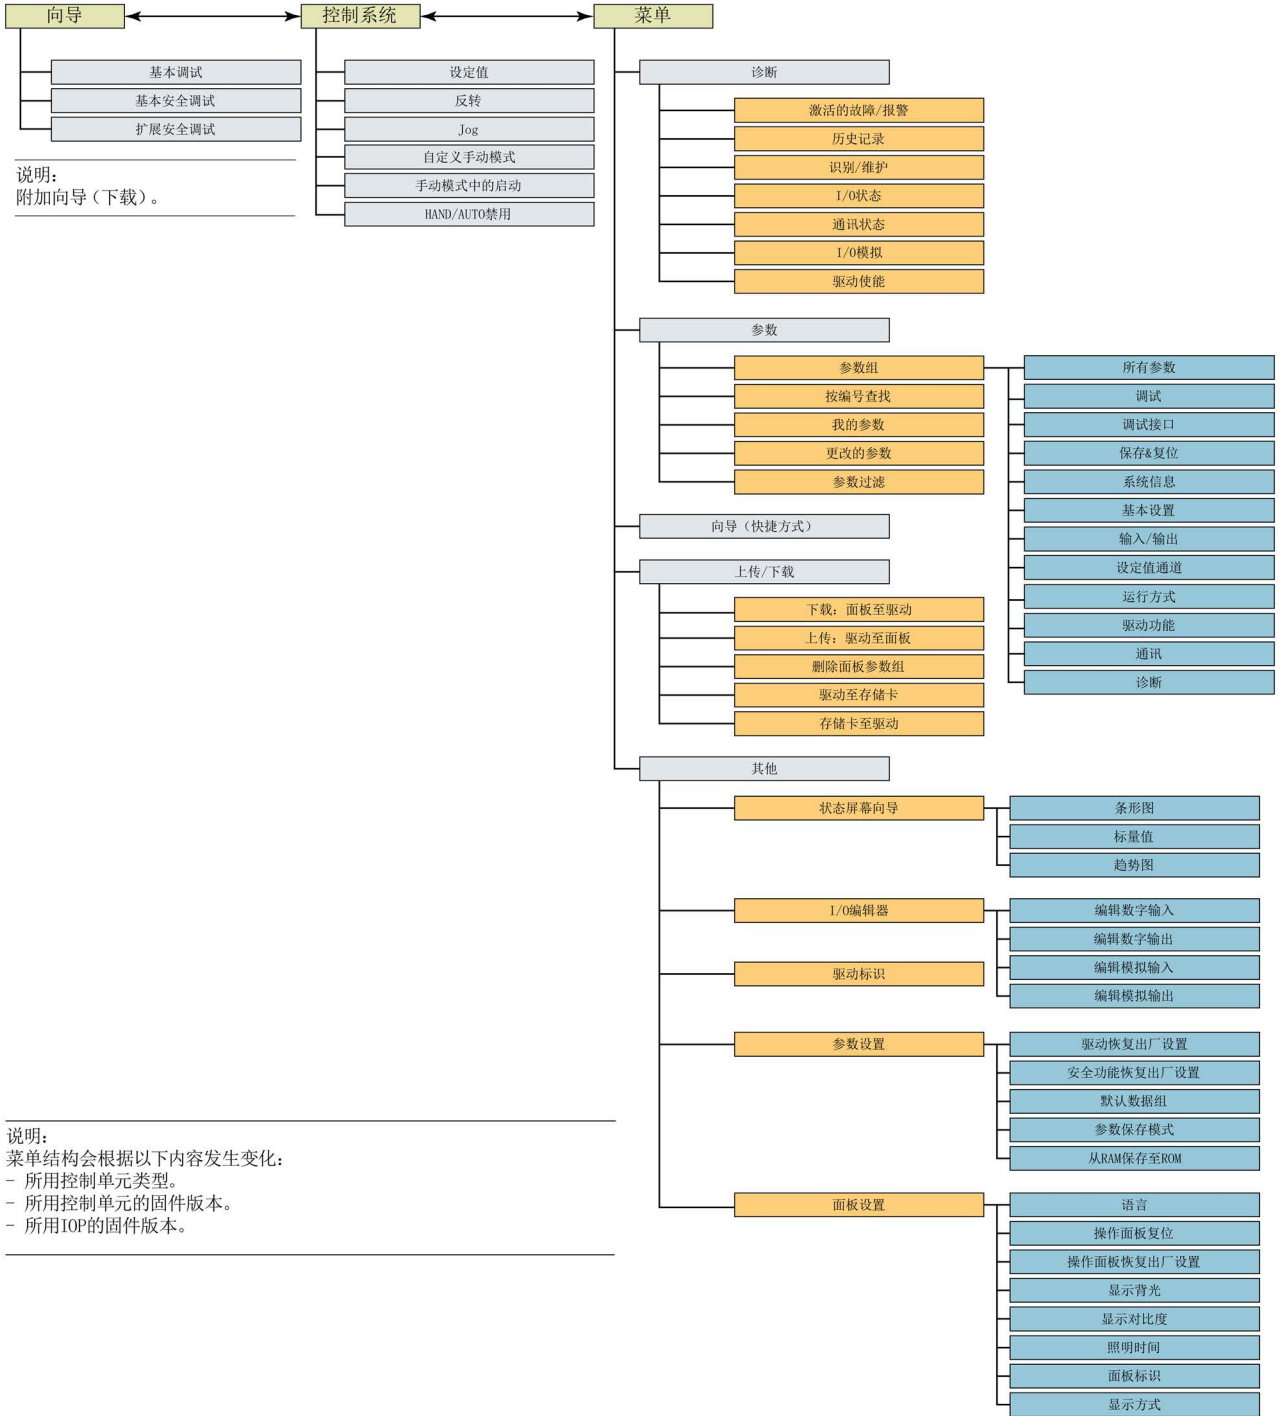 向导
控制系统
菜单
基本调试
基本安全调试
扩展安全调试
说明:
附加向导(下载)。
设定值
反转
Jog
自定义手动模式
手动模式中的启动
HAND/AUTO禁用
诊断
激活的故障/报警
历史记录
识别/维护
I/O状态
通讯状态
I/O模拟
驱动使能
参数
参数组
按编号查找
我的参数
更改的参数
参数过滤
所有参数
调试
调试接口
保存&复位
系统信息
基本设置
输入/输出
设定值通道
运行方式
驱动功能
通讯
诊断
向导(快捷方式)
上传/下载
下载: 面板至驱动
上传: 驱动至面板
删除面板参数组
驱动至存储卡
存储卡至驱动
其他
状态屏幕向导
条形图
标量值
趋势图
I/O编辑器
编辑数字输入
编辑数字输出
编辑模拟输入
编辑模拟输出
驱动标识
参数设置
驱动恢复出厂设置
安全功能恢复出厂设置
默认数据组
参数保存模式
从RAM保存至ROM
面板设置
语言
操作面板复位
操作面板恢复出厂设置
显示背光
显示对比度
照明时间
面板标识
显示方式
说明:
菜单结构会根据以下内容发生变化:
- 所用控制单元类型。
- 所用控制单元的固件版本。
- 所用IOP的固件版本。